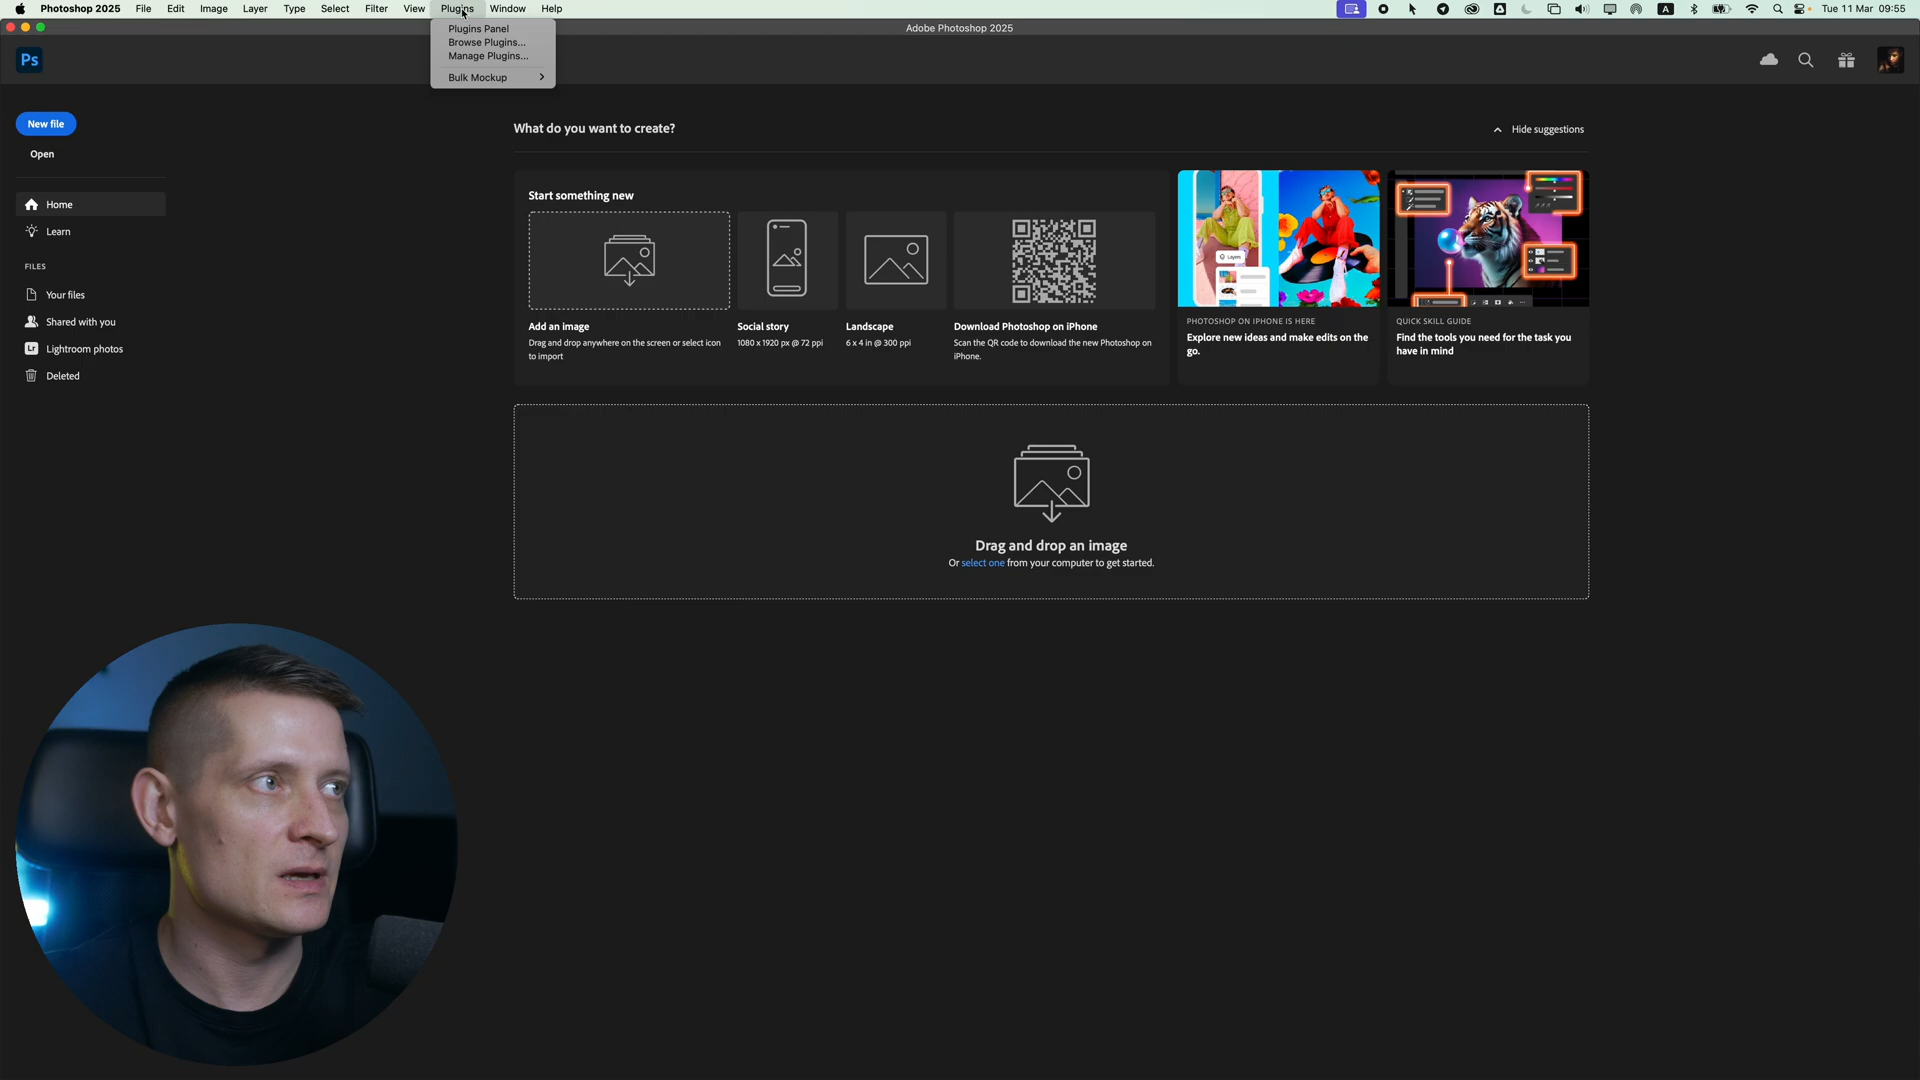 Photoshop 2025 File Edit Image Layer Type Select Filter View Plugins Window Help
A Tue 11 Mar 09:55
Adobe Photoshop 2025
Plugins Panel
Browse Plugins...
Manage Plugins...
Bulk Mockup
Ps
New file
Open
Home
Learn
FILES
Your files
Shared with you
Lr Lightroom photos
Deleted
What do you want to create?
Hide suggestions
Start something new
Add an image
Drag and drop anywhere on the screen or select icon
to import
Social story
1080 x 1920 px @ 72 ppi
Landscape
6 x 4 in @ 300 ppi
Download Photoshop on iPhone
Scan the QR code to download the new Photoshop on
iPhone.
Layers
PHOTOSHOP ON IPHONE IS HERE
Explore new ideas and make edits on the
go.
QUICK SKILL GUIDE
Find the tools you need for the task you
have in mind
Drag and drop an image
Or select one from your computer to get started.